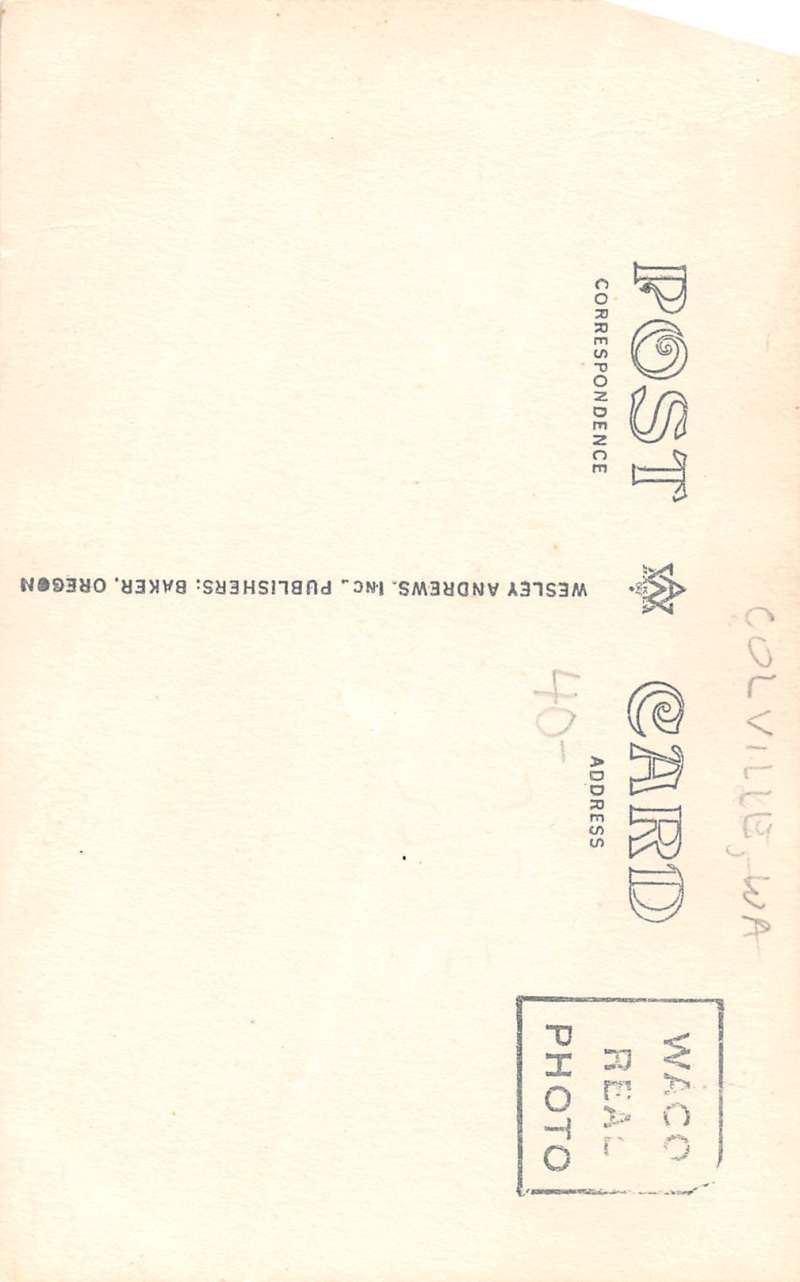 COLVILLE, WA
POST CARD
CORRESPONDENCE
ADDRESS
40-
WACO
REAL
PHOTO
WESLEY ANDREWS, INC., PUBLISHERS: BAKER, OREGON